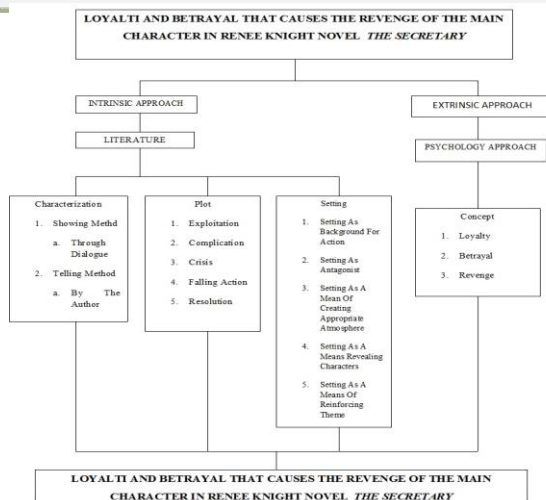 LOYALTI AND BETRAYAL THAT CAUSES THE REVENGE OF THE MAIN
CHARACTER IN RENEE KNIGHT NOVEL THE SECRETARY
INTRINSIC APPROACH
LITERATURE
EXTRINSIC APPROACH
PSYCHOLOGY APPROACH
Characterization
1. Showing Methd
a. Through
Dialogue
2. Telling Method
a. By The
Author
Plot
1. Exploitation
2. Complication
3. Crisis
4. Falling Action
5. Resolution
Setting
1. Setting As
Background For
Action
2. Setting As
Antagonist
3. Setting As A
Mean Of
Creating
Appropriate
Atmosphere
4. Setting As A
Means Revealing
Characters
5. Setting As A
Means Of
Reinforcing
Theme
Concept
1. Loyalty
2. Betrayal
3. Revenge
LOYALTI AND BETRAYAL THAT CAUSES THE REVENGE OF THE MAIN
CHARACTER IN RENEE KNIGHT NOVEL THE SECRETARY